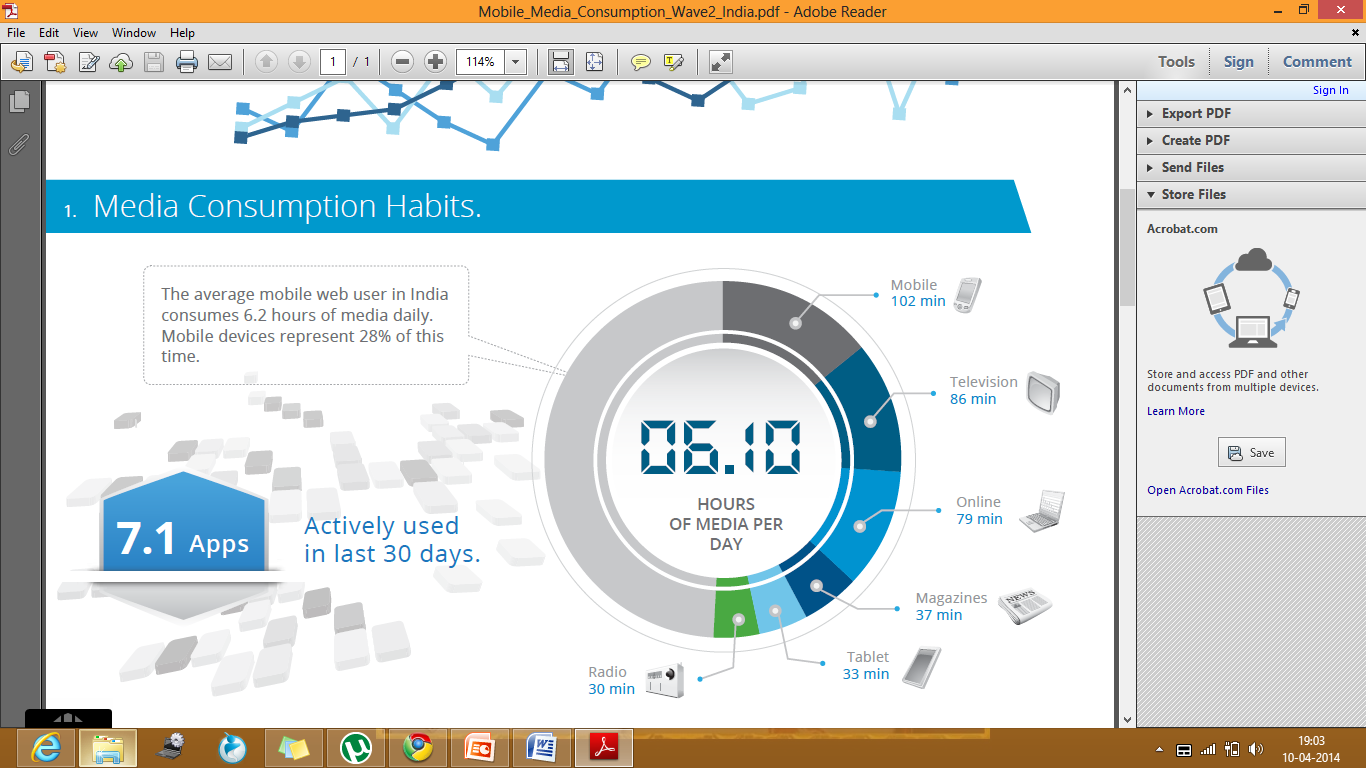 Mobile_Media_Consumption_Wave2_India.pdf - Adobe Reader
File Edit View Window Help
1 / 1 114% Tools Sign Comment
Sign In
Export PDF
Create PDF
Send Files
Store Files
Acrobat.com
Store and access PDF and other
documents from multiple devices.
Learn More
Save
Open Acrobat.com Files
1. Media Consumption Habits.
The average mobile web user in India
consumes 6.2 hours of media daily.
Mobile devices represent 28% of this
time.
7.1 Apps
Actively used
in last 30 days.
06.10
HOURS
OF MEDIA PER
DAY
Mobile
102 min
Television
86 min
Online
79 min
Magazines
37 min
NEWS
Tablet
33 min
Radio
30 min
19:03
10-04-2014